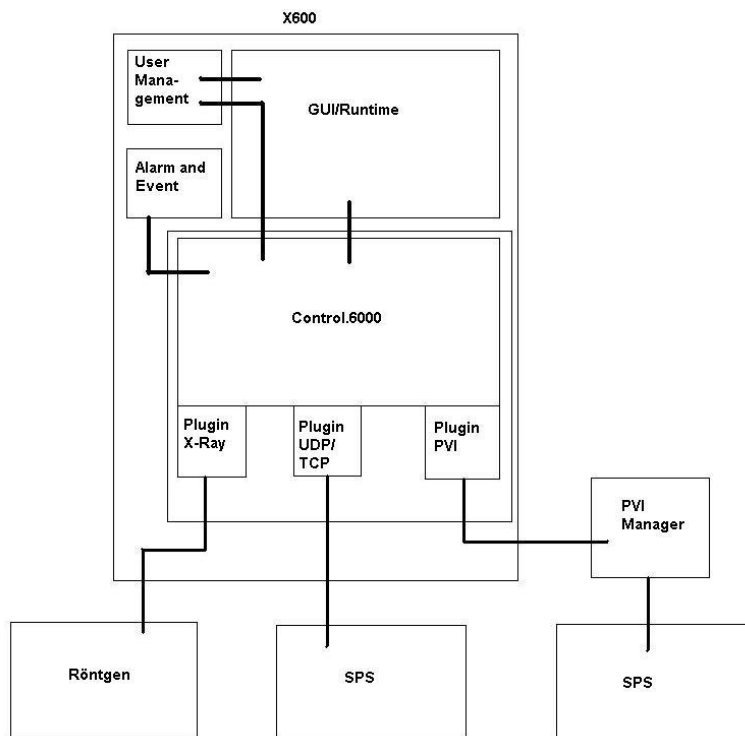 X600
User
Mana-
gement
GUI/Runtime
Alarm and
Event
Control.6000
Plugin
X-Ray
Plugin
UDP/
TCP
Plugin
PVI
PVI
Manager
Röntgen
SPS
SPS